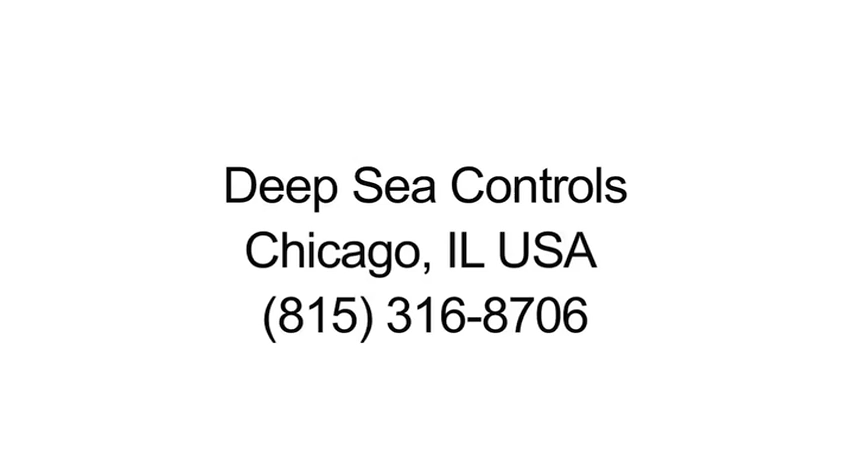 Deep Sea Controls
Chicago, IL USA
(815) 316-8706